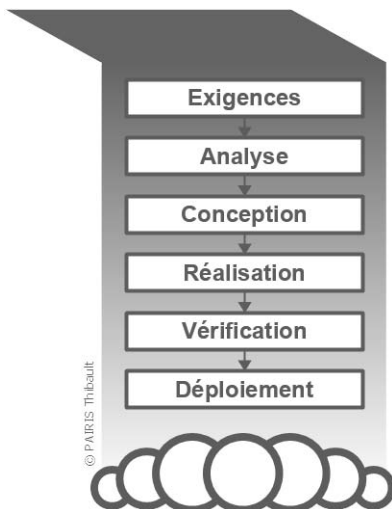 Exigences
Analyse
Conception
Réalisation
Vérification
Déploiement
© PAIRIS Thibault